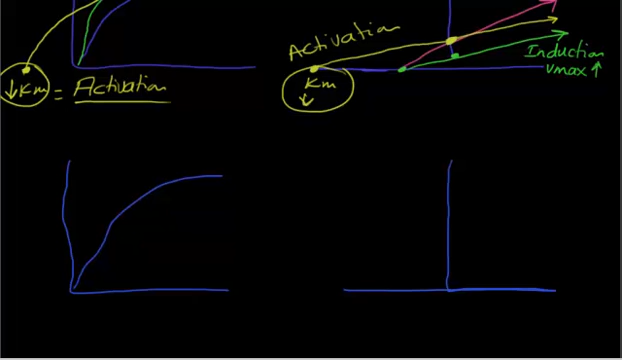 ↓ Km = Activation
Activation
Km
↓
Induction
Vmax ↑